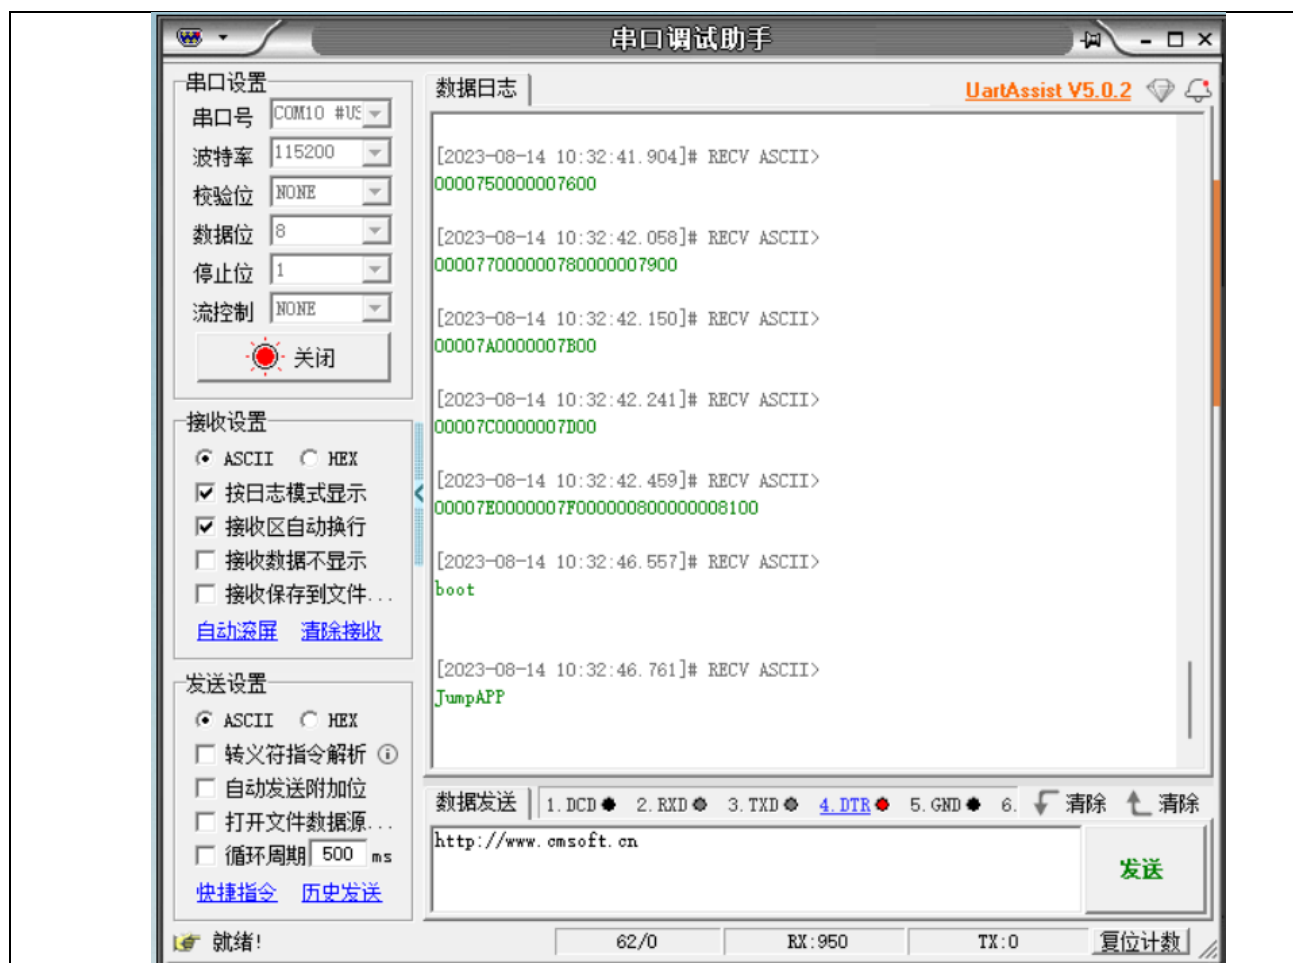 串口调试助手
串口设置
串口号 COM10 #US
波特率 115200
校验位 NONE
数据位 8
停止位 1
流控制 NONE
关闭
接收设置
ASCII HEX
按日志模式显示
接收区自动换行
接收数据不显示
接收保存到文件...
自动滚屏 清除接收
发送设置
ASCII HEX
转义符指令解析
自动发送附加位
打开文件数据源...
循环周期 500 ms
快捷指令 历史发送
数据日志
UartAssist V5.0.2
[2023-08-14 10:32:41.904]# RECV ASCII>
0000750000007600
[2023-08-14 10:32:42.058]# RECV ASCII>
000077000000780000007900
[2023-08-14 10:32:42.150]# RECV ASCII>
00007A0000007B00
[2023-08-14 10:32:42.241]# RECV ASCII>
00007C0000007D00
[2023-08-14 10:32:42.459]# RECV ASCII>
00007E0000007F000000800000008100
[2023-08-14 10:32:46.557]# RECV ASCII>
boot
[2023-08-14 10:32:46.761]# RECV ASCII>
JumpAPP
数据发送 1.DCD 2.RXD 3.TXD 4.DTR 5.GND 6. 清除 清除
http://www.cmsoft.cn
发送
就绪! 62/0 RX:950 TX:0 复位计数